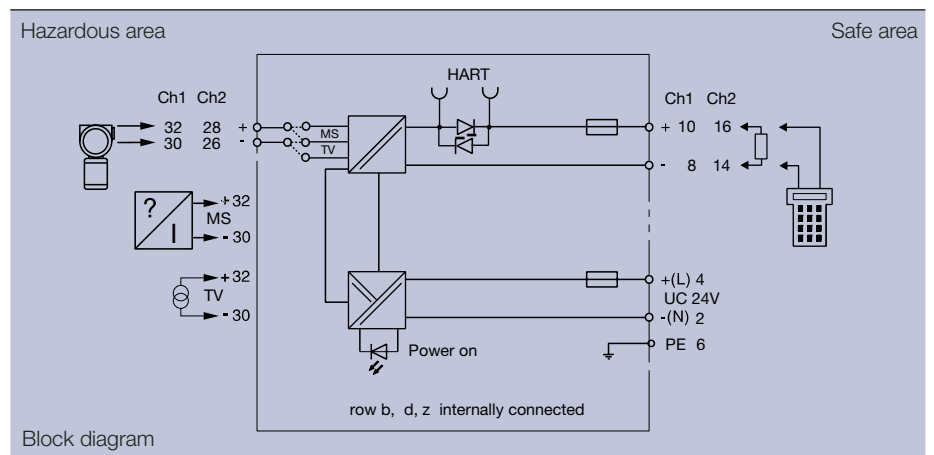 Hazardous area
Safe area
HART
Ch1 Ch2
Ch1 Ch2
32 28 +
30 26 -
MS
TV
+ 10 16
- 8 14
?
I
+ 32
MS
- 30
+ 32
TV
- 30
+(L) 4
UC 24V
-(N) 2
PE 6
Power on
row b, d, z internally connected
Block diagram